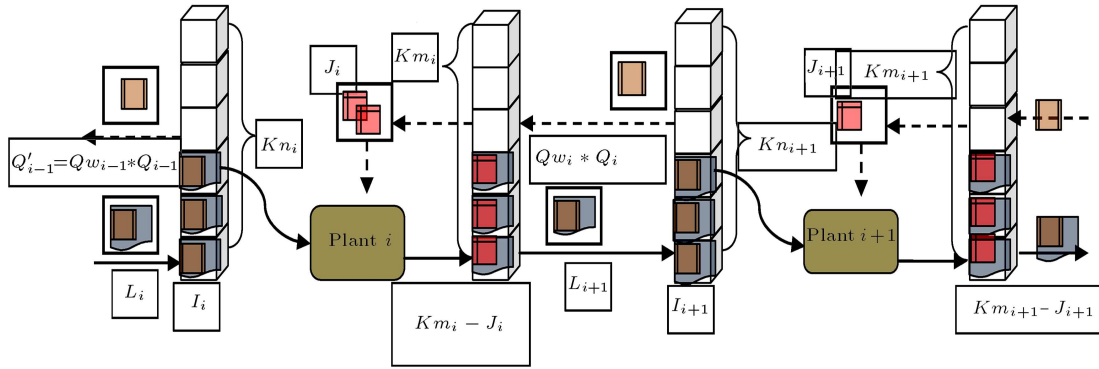 $J_i$
$Km_i$
$J_{i+1}$
$Km_{i+1}$
$Q'_{i-1}=Qw_{i-1}*Q_{i-1}$
$Kn_i$
$Qw_i * Q_i$
$Kn_{i+1}$
Plant $i$
Plant $i+1$
$L_i$
$I_i$
$Km_i - J_i$
$L_{i+1}$
$I_{i+1}$
$Km_{i+1} - J_{i+1}$